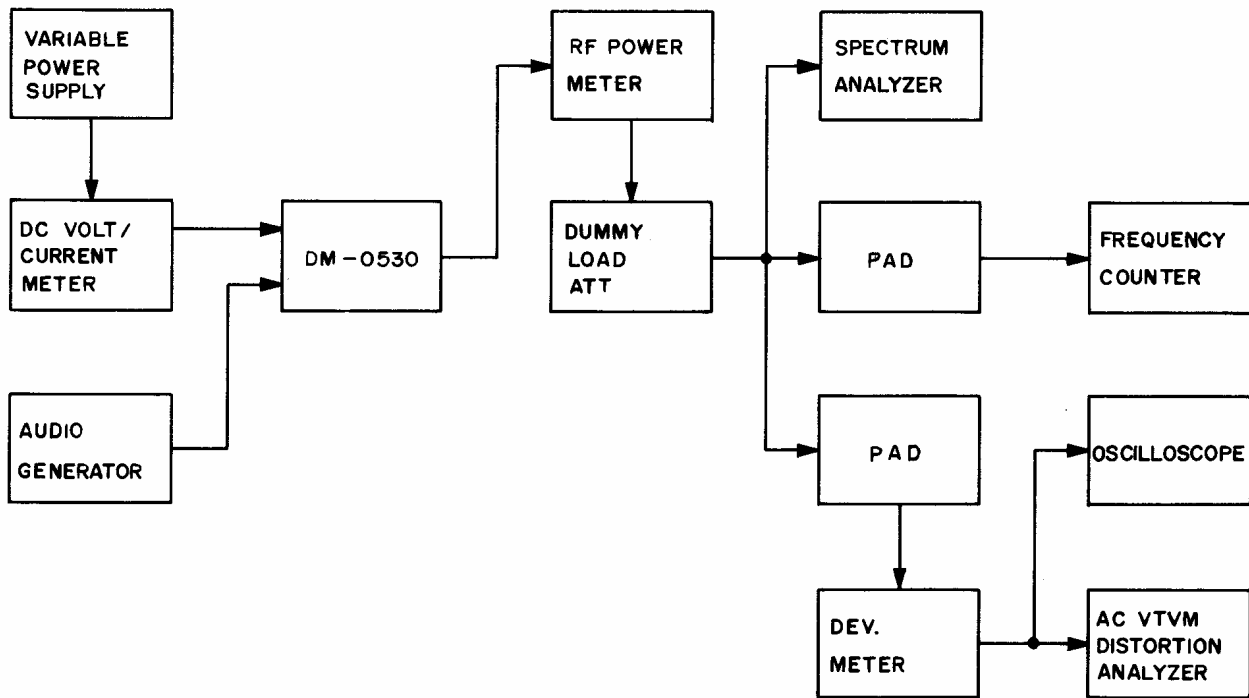 VARIABLE
POWER
SUPPLY
RF POWER
METER
SPECTRUM
ANALYZER
DC VOLT/
CURRENT
METER
DM-0530
DUMMY
LOAD
ATT
PAD
FREQUENCY
COUNTER
AUDIO
GENERATOR
PAD
OSCILLOSCOPE
DEV.
METER
AC VTVM
DISTORTION
ANALYZER